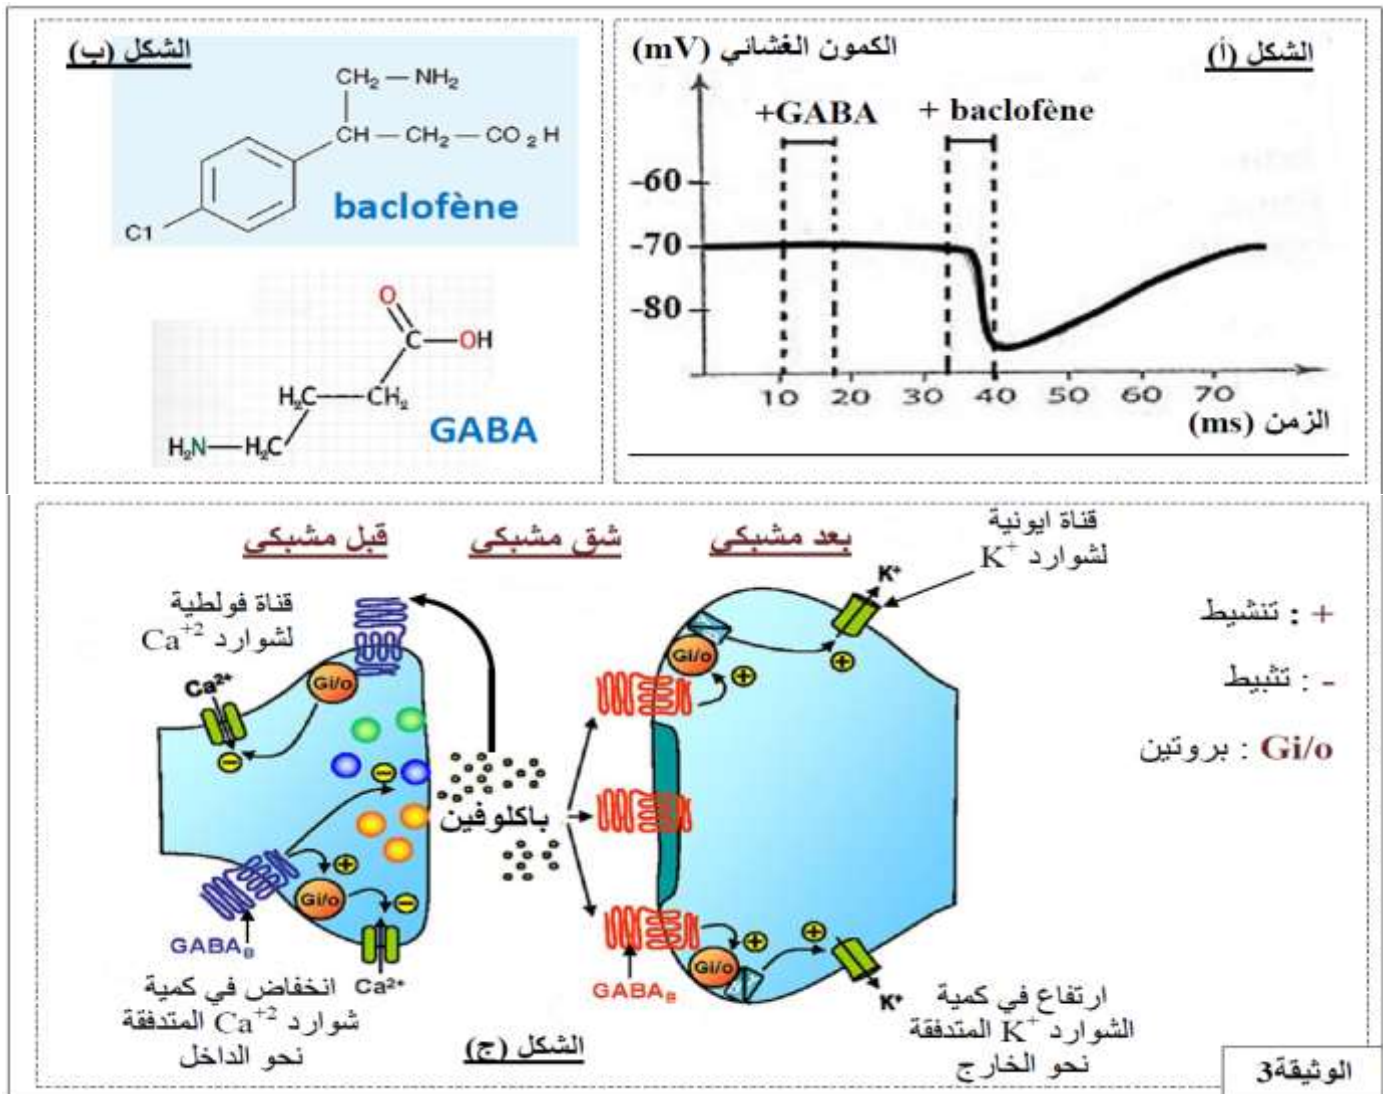 الشكل (أ)
الكمون الغشائي (mV)
+GABA
+ baclofène
-60
-70
-80
10 20 30 40 50 60 70
الزمن (ms)
الشكل (ب)
CH2 — NH2
CH — CH2 — CO2H
C1
baclofène
O
C—OH
H2C—CH2
H2N—H2C
GABA
بعد مشبكي
شق مشبكي
قبل مشبكي
قناة ايونية
لشوارد K+
K+
قناة فولطية
لشوارد Ca+2
Ca2+
Gi/o
Gi/o
+
+
+ : تنشيط
- : تثبيط
Gi/o : بروتين
-
-
باكلوفين
+
Gi/o
-
GABAB
Ca2+
+
+
Gi/o
GABAB
K+
انخفاض في كمية
شوارد Ca+2 المتدفقة
نحو الداخل
ارتفاع في كمية
الشوارد K+ المتدفقة
نحو الخارج
الشكل (ج)
الوثيقة3